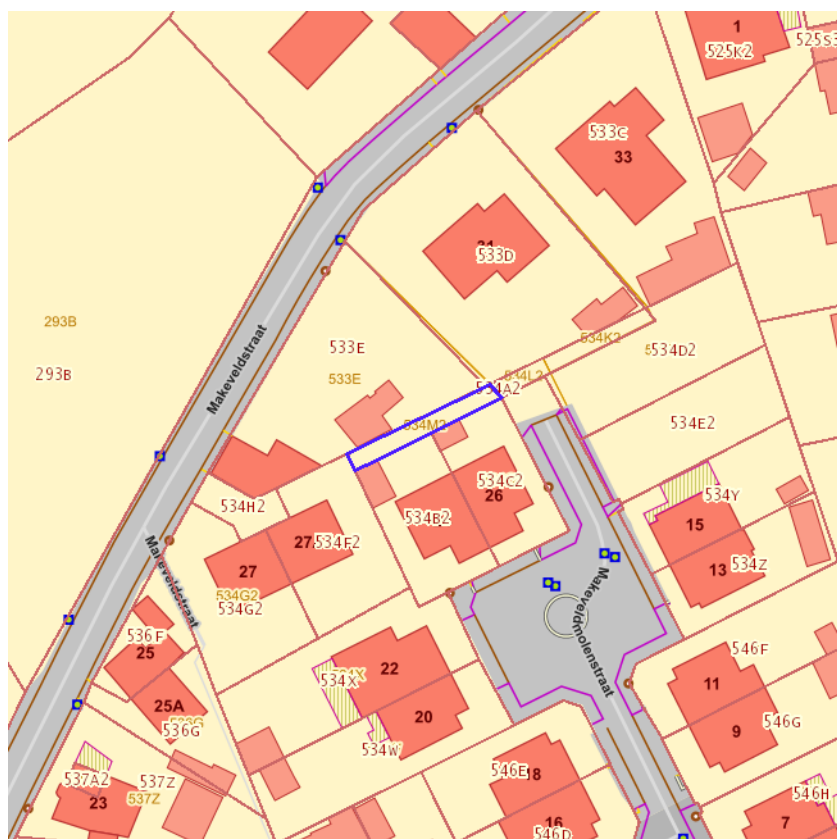 1
525K2
525S3
533C
33
533D
293B
293B
Makeveldstraat
533E
533E
534K2
534D2
534L2
534A2
534M2
534E2
534C2
26
534B2
534Y
15
534Z
13
534H2
27
534F2
27
534G2
534G2
Makeveldstraat
Makeveldmolenstraat
536F
25
25A
536G
534X
22
20
534W
546F
11
9
546G
537A2
537Z
537Z
23
546E
18
16
546D
546H
7